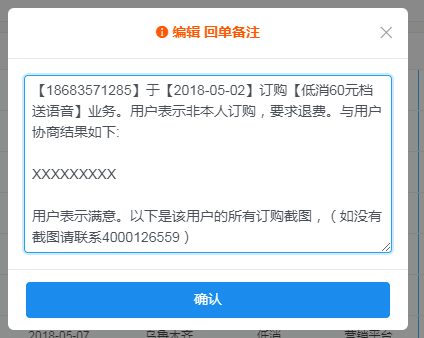 编辑 回单备注
【18683571285】于【2018-05-02】订购【低消60元档
送语音】业务。用户表示非本人订购，要求退费。与用户
协商结果如下:
XXXXXXXXX
用户表示满意。以下是该用户的所有订购截图，（如没有
截图请联系4000126559）
确认
2018-05-07 乌鲁木齐 低消 营销平台